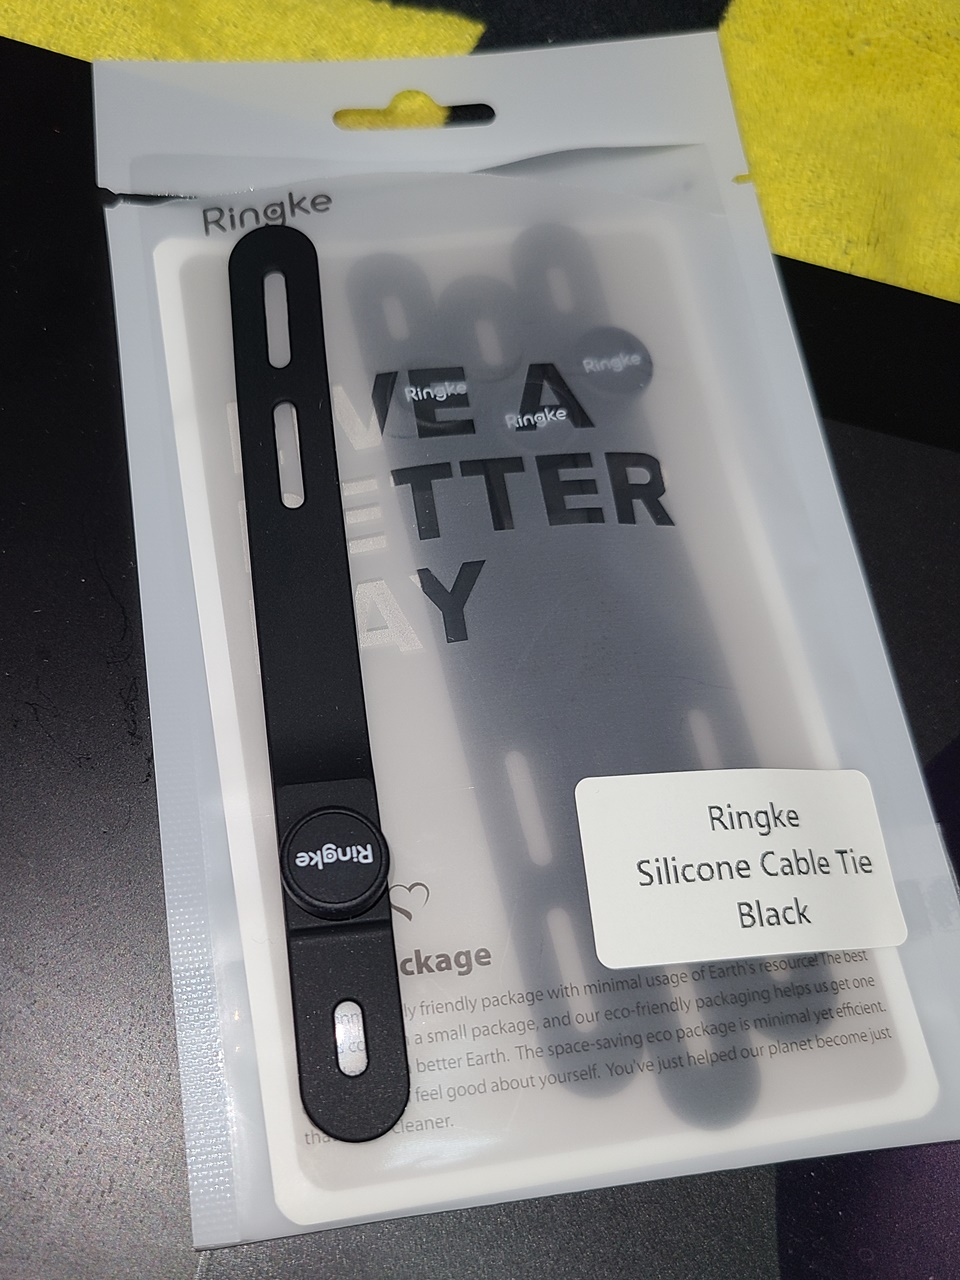 Ringke
Ringke
Ringke
Ringke
VE A
ETTER
AY
Ringke
Ringke
Silicone Cable Tie
Black
ckage
ly friendly package with minimal usage of Earth's resource! The best
a small package, and our eco-friendly packaging helps us get one
better Earth. The space-saving eco package is minimal yet efficient.
feel good about yourself. You've just helped our planet become just
cleaner.